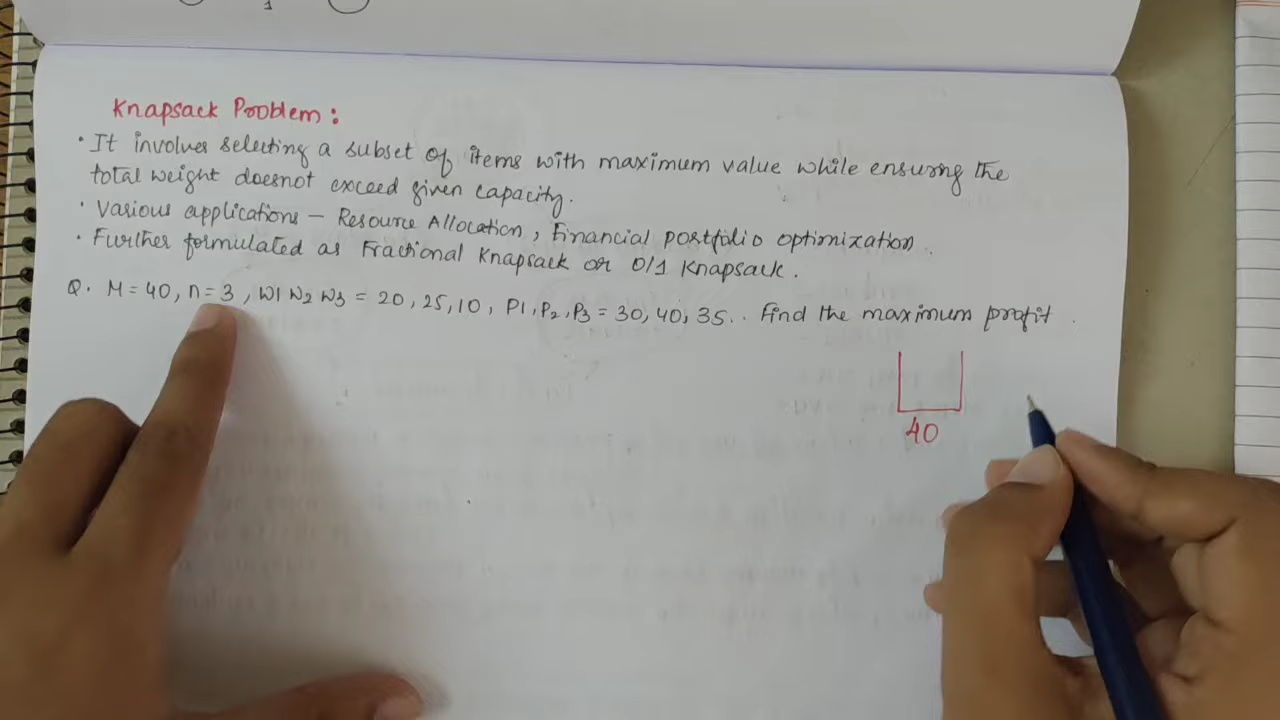 1
Knapsack Problem:
• It involves selecting a subset of items with maximum value while ensuring the
total weight doesnot exceed given capacity.
• Various applications – Resource Allocation, Financial portfolio optimization.
• Further formulated as Fractional Knapsack or 0/1 Knapsack.
Q. M = 40, n = 3, W1 W2 W3 = 20, 25, 10, P1, P2, P3 = 30, 40, 35.. Find the maximum profit.
40